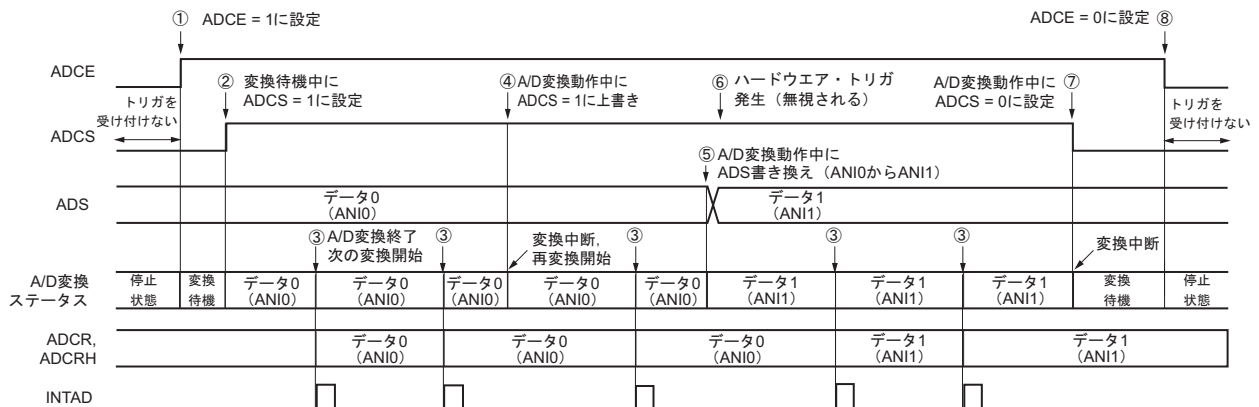 ① ADCE = 1に設定
ADCE = 0に設定 ⑧
ADCE
トリガを
受け付けない
② 変換待機中に
ADCS = 1に設定
④ A/D変換動作中に
ADCS = 1に上書き
⑥ ハードウエア・トリガ
発生（無視される）
A/D変換動作中に ⑦
ADCS = 0に設定
トリガを
受け付けない
ADCS
⑤ A/D変換動作中に
ADS書き換え（ANI0からANI1）
ADS
データ0
(ANI0)
データ1
(ANI1)
③ A/D変換終了
次の変換開始
③
変換中断,
再変換開始
③
③
③
変換中断
A/D変換
ステータス
停止
状態
変換
待機
データ0
(ANI0)
データ0
(ANI0)
データ0
(ANI0)
データ0
(ANI0)
データ0
(ANI0)
データ1
(ANI1)
データ1
(ANI1)
データ1
(ANI1)
変換
待機
停止
状態
ADCR,
ADCRH
データ0
(ANI0)
データ0
(ANI0)
データ0
(ANI0)
データ1
(ANI1)
データ1
(ANI1)
INTAD